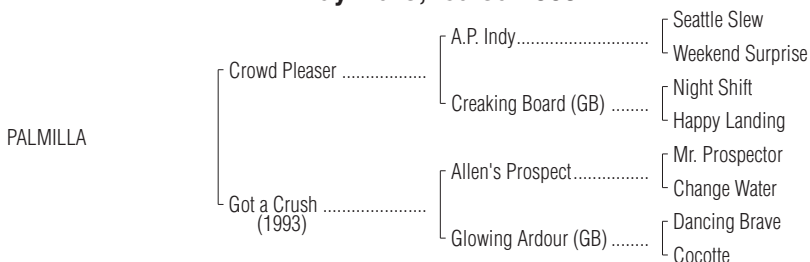 Seattle Slew
A.P. Indy...........................
Weekend Surprise
Crowd Pleaser ..................
Night Shift
Creaking Board (GB) ........
Happy Landing
PALMILLA
Mr. Prospector
Allen's Prospect................
Change Water
Got a Crush ......................
(1993)
Dancing Brave
Glowing Ardour (GB) ........
Cocotte